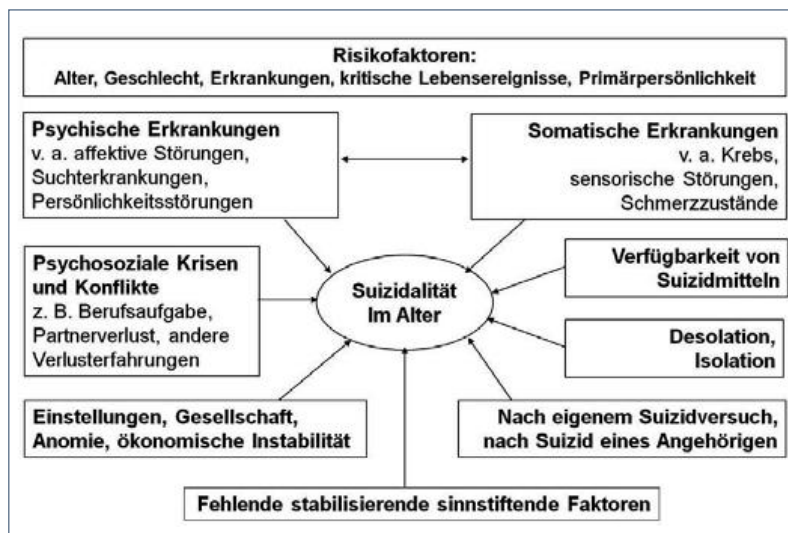 Risikofaktoren:
Alter, Geschlecht, Erkrankungen, kritische Lebensereignisse, Primärpersönlichkeit
Psychische Erkrankungen
v. a. affektive Störungen,
Suchterkrankungen,
Persönlichkeitsstörungen
Somatische Erkrankungen
v. a. Krebs,
sensorische Störungen,
Schmerzzustände
Psychosoziale Krisen
und Konflikte
z. B. Berufsaufgabe,
Partnerverlust, andere
Verlusterfahrungen
Suizidalität
Im Alter
Verfügbarkeit von
Suizidmitteln
Desolation,
Isolation
Einstellungen, Gesellschaft,
Anomie, ökonomische Instabilität
Nach eigenem Suizidversuch,
nach Suizid eines Angehörigen
Fehlende stabilisierende sinnstiftende Faktoren